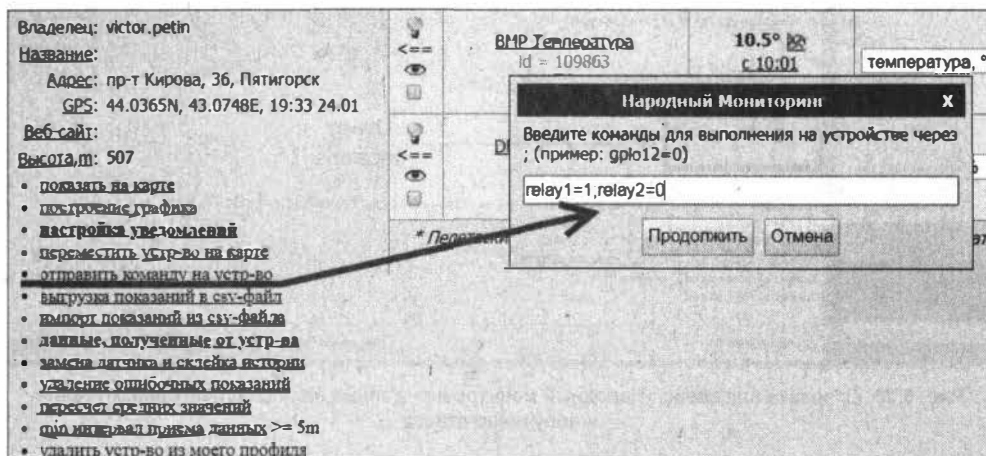 Владелец: victor.petin
Название:
Адрес: пр-т Кирова, 36, Пятигорск
GPS: 44.0365N, 43.0748E, 19:33 24.01
Веб-сайт:
Высота,m: 507
• показать на карте
• построение графика
• настройка уведомлений
• переместить устр-во на карте
• отправить команду на устр-во
• выгрузка показаний в csv-файл
• импорт показаний из csv-файла
• данные, полученные от устр-ва
• замена датчика и склейка истории
• удаление ошибочных показаний
• пересчет средних значений
• min интервал приема данных >= 5m
• удалить устр-во из моего профиля
<==
BMP Température
id = 109863
10.5°
с 10:01
температура, °
<==
Народный Мониторинг X
Введите команды для выполнения на устройстве через
; (пример: gpio12=0)
relay1=1;relay2=0
Продолжить Отмена